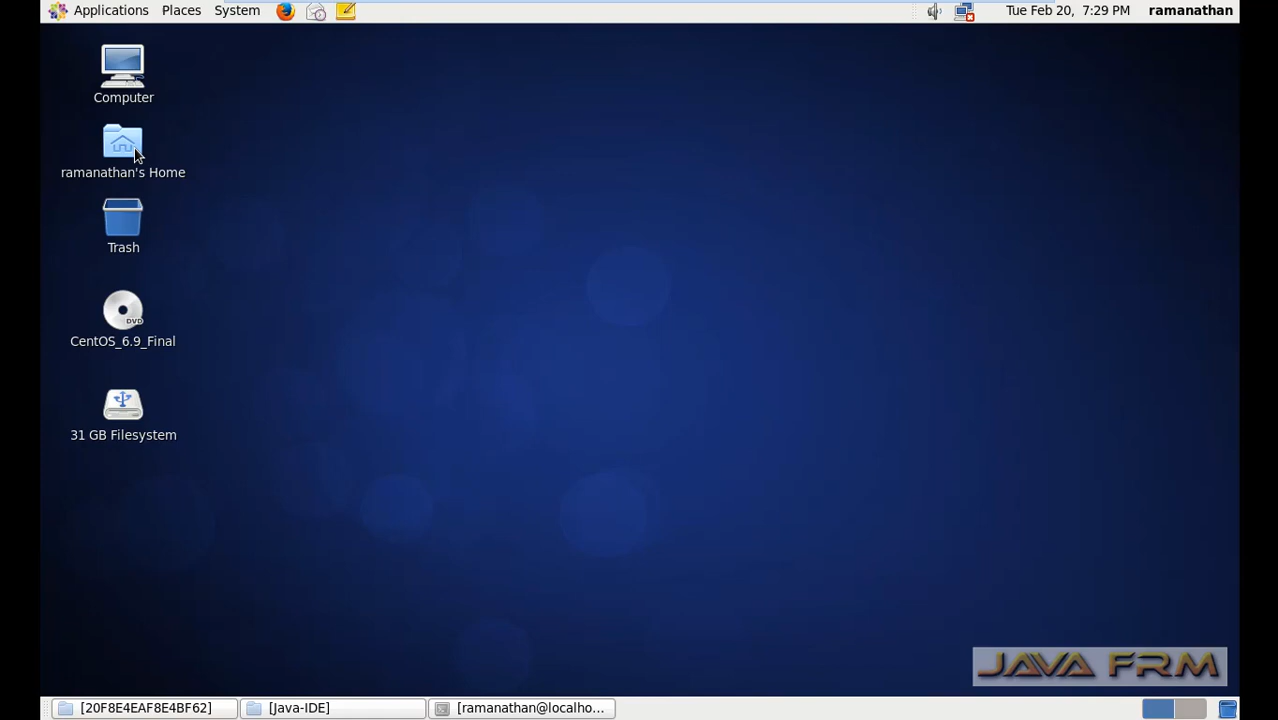 Applications Places System Tue Feb 20, 7:29 PM ramanathan
Computer
ramanathan's Home
Trash
DVD
CentOS_6.9_Final
31 GB Filesystem
JAVA FRM
[20F8E4EAF8E4BF62] [Java-IDE] [ramanathan@localho...